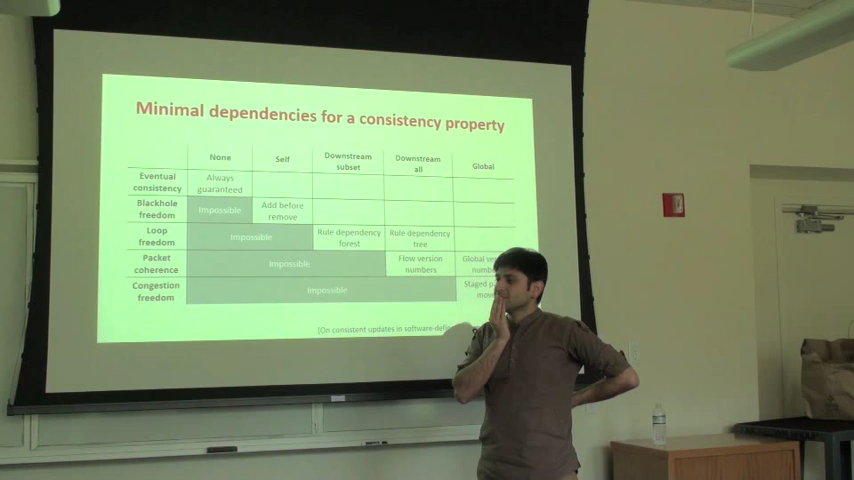 Minimal dependencies for a consistency property
None Self Downstream subset Downstream all Global
Eventual consistency Always guaranteed
Blackhole freedom Impossible Add before remove
Loop freedom Impossible Rule dependency forest Rule dependency tree
Packet coherence Impossible Flow version numbers Global
Congestion freedom Impossible Staged
[On consistent updates in